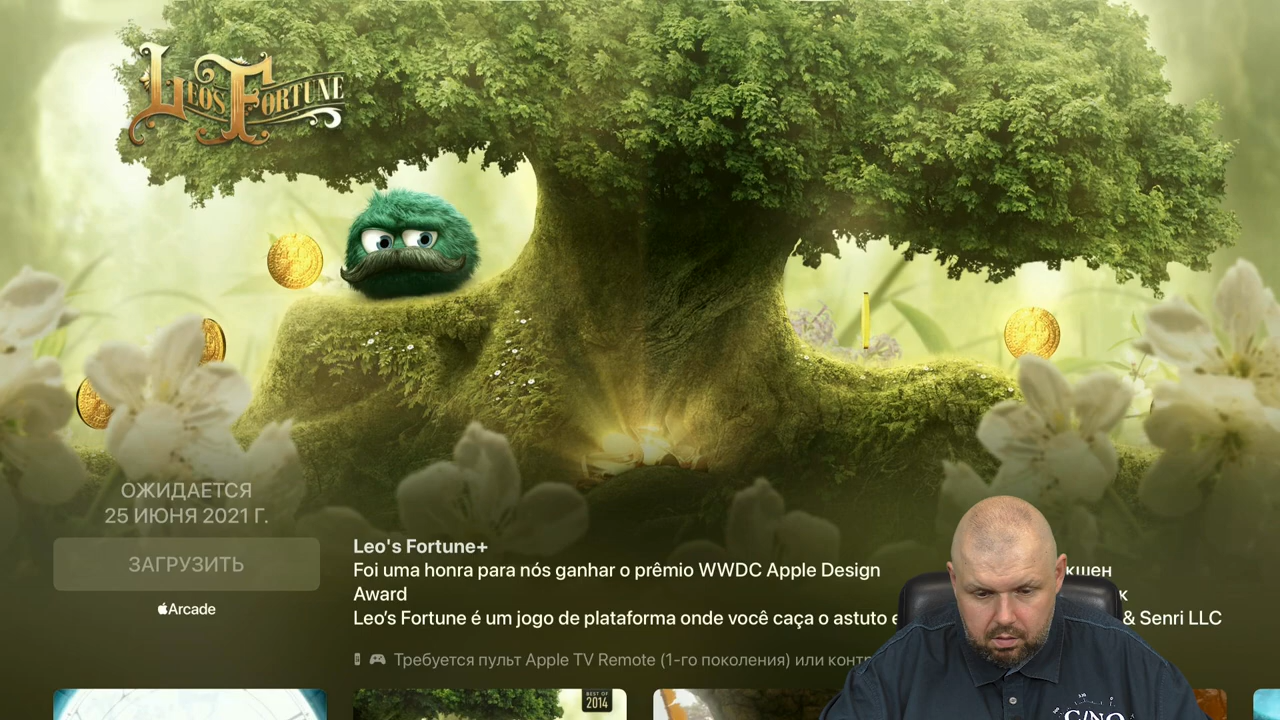 Leo's Fortune
ОЖИДАЕТСЯ
25 ИЮНЯ 2021 Г.
ЗАГРУЗИТЬ
Arcade
Leo's Fortune+
Foi uma honra para nós ganhar o prêmio WWDC Apple Design
Award
Leo’s Fortune é um jogo de plataforma onde você caça o astuto
& Senri LLC
Требуется пульт Apple TV Remote (1-го поколения) или
BEST OF
2014